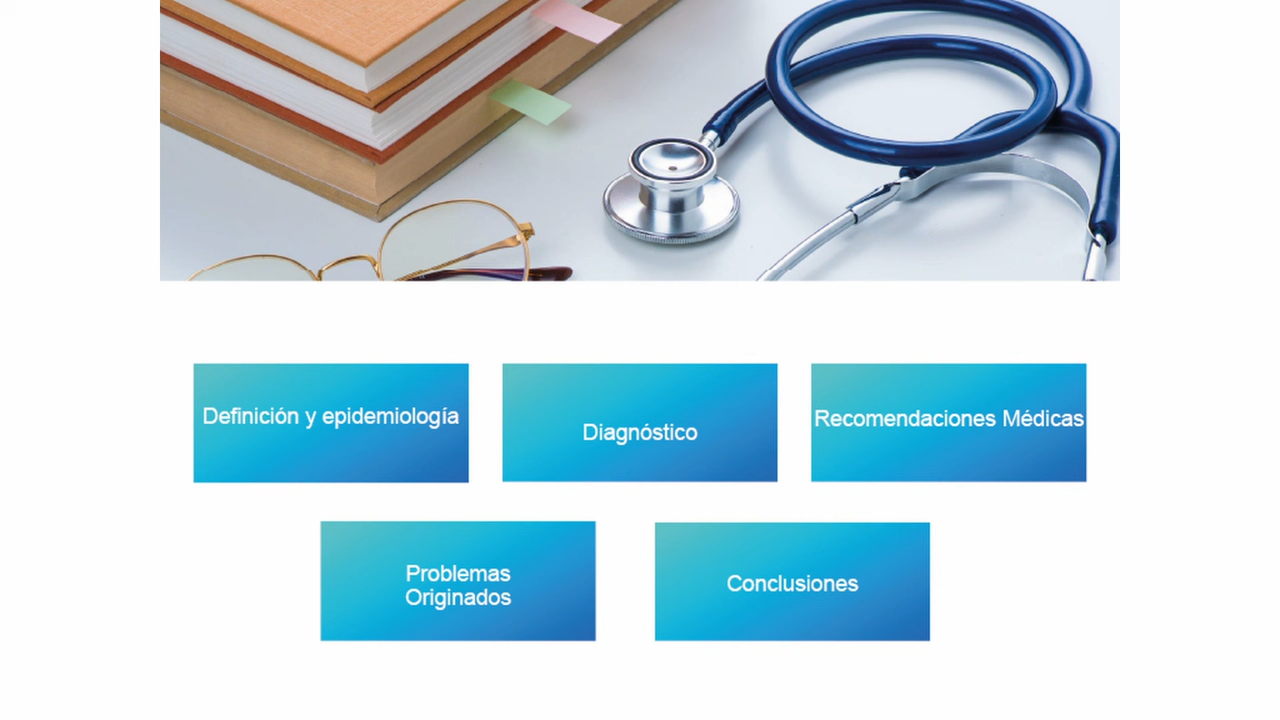 Definición y epidemiología
Diagnóstico
Recomendaciones Médicas
Problemas
Originados
Conclusiones